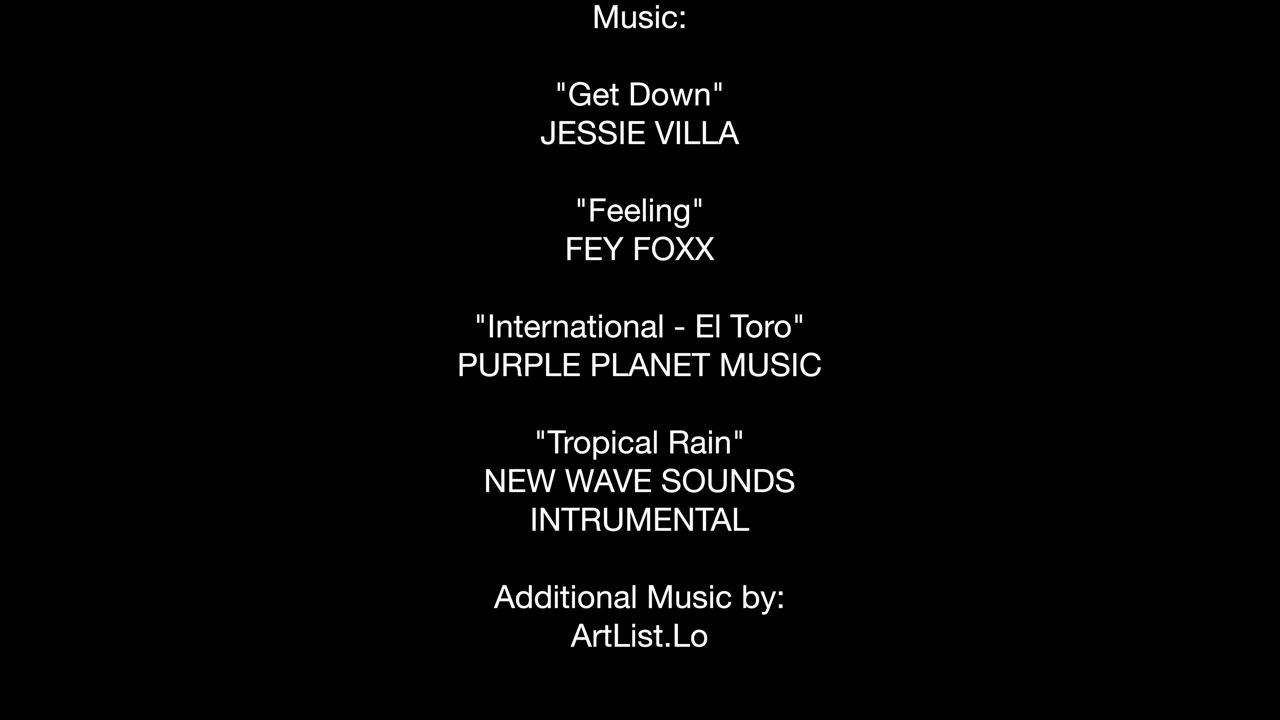 Music:
"Get Down"
JESSIE VILLA
"Feeling"
FEY FOXX
"International - El Toro"
PURPLE PLANET MUSIC
"Tropical Rain"
NEW WAVE SOUNDS
INTRUMENTAL
Additional Music by:
ArtList.Lo